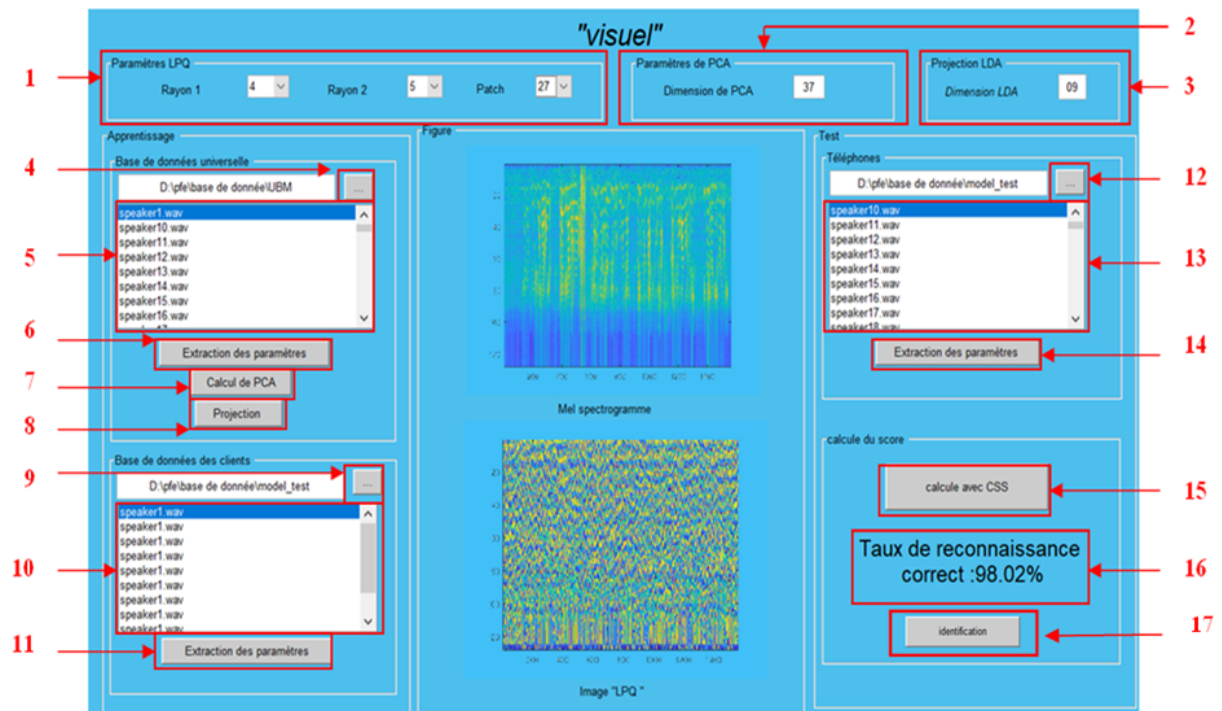 "visuel"
2
1
Paramètres LPQ
Rayon 1
4
Rayon 2
5
Patch
27
Paramètres de PCA
Dimension de PCA
37
Projection LDA
Dimension LDA
09
3
Apprentissage
Base de données universelle
4
D:\pfe\base de donnée\UBM
...
speaker1.wav
speaker10.wav
speaker11.wav
speaker12.wav
speaker13.wav
speaker14.wav
speaker15.wav
speaker16.wav
5
6
Extraction des paramètres
7
Calcul de PCA
8
Projection
Base de données des clients
9
D:\pfe\base de donnée\model_test
...
speaker1.wav
speaker1.wav
speaker1.wav
speaker1.wav
speaker1.wav
speaker1.wav
speaker1.wav
speaker1.wav
speaker1.wav
10
11
Extraction des paramètres
Figure
Mel spectrogramme
Image "LPQ "
Test
Téléphones
D:\pfe\base de donnée\model_test
...
12
speaker10.wav
speaker11.wav
speaker12.wav
speaker13.wav
speaker14.wav
speaker15.wav
speaker16.wav
speaker17.wav
speaker18.wav
13
Extraction des paramètres
14
calcule du score
calcule avec CSS
15
Taux de reconnaissance
correct :98.02%
16
identification
17